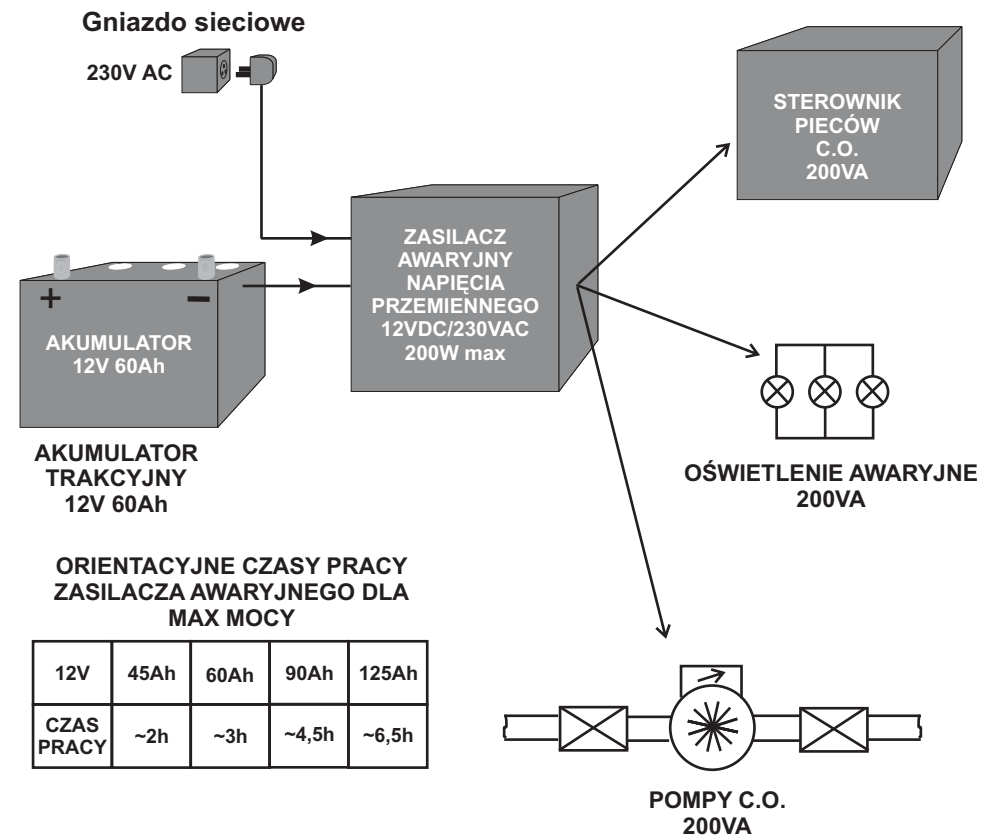 Gniazdo sieciowe
230V AC
STEROWNIK
PIECÓW
C.O.
200VA
ZASILACZ
AWARYJNY
NAPIĘCIA
PRZEMIENNEGO
12VDC/230VAC
200W max
+ −
AKUMULATOR
12V 60Ah
AKUMULATOR
TRAKCYJNY
12V 60Ah
OŚWIETLENIE AWARYJNE
200VA
ORIENTACYJNE CZASY PRACY
ZASILACZA AWARYJNEGO DLA
MAX MOCY
12V 45Ah 60Ah 90Ah 125Ah
CZAS
PRACY ~2h ~3h ~4,5h ~6,5h
POMPY C.O.
200VA